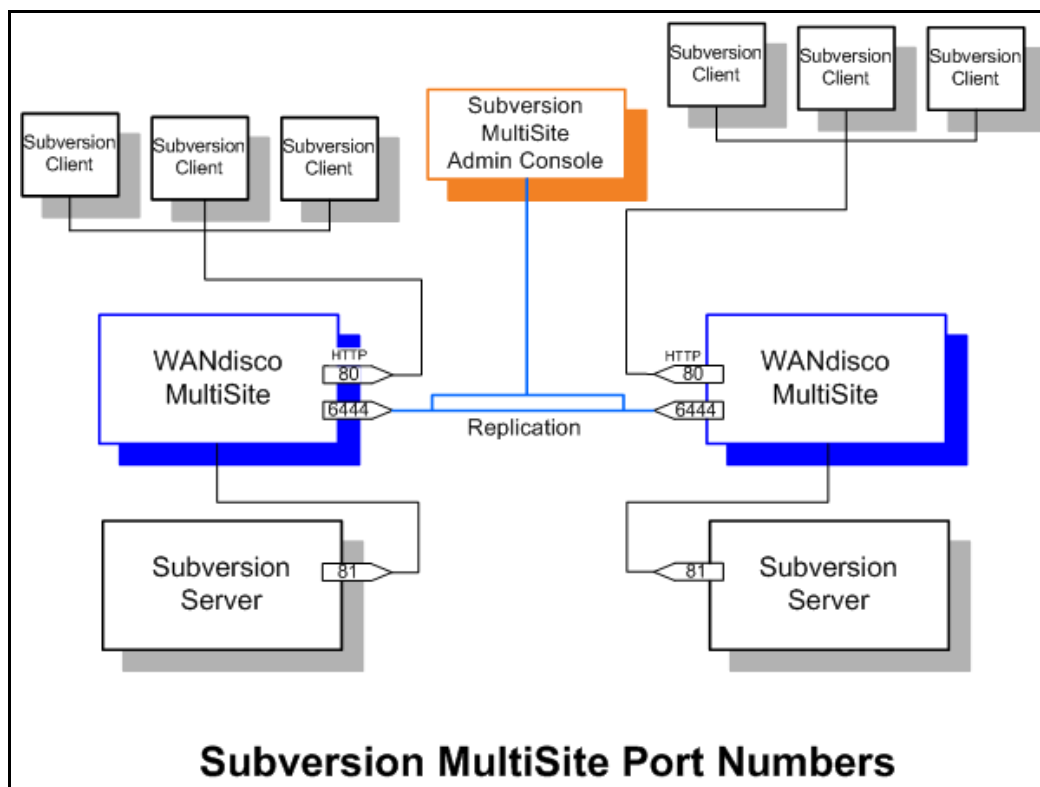 Subversion
Client
Subversion
Client
Subversion
Client
Subversion
Client
Subversion
Client
Subversion
Client
Subversion
MultiSite
Admin Console
WANdisco
MultiSite
HTTP
80
6444
Replication
HTTP
80
6444
WANdisco
MultiSite
Subversion
Server
81
81
Subversion
Server
Subversion MultiSite Port Numbers